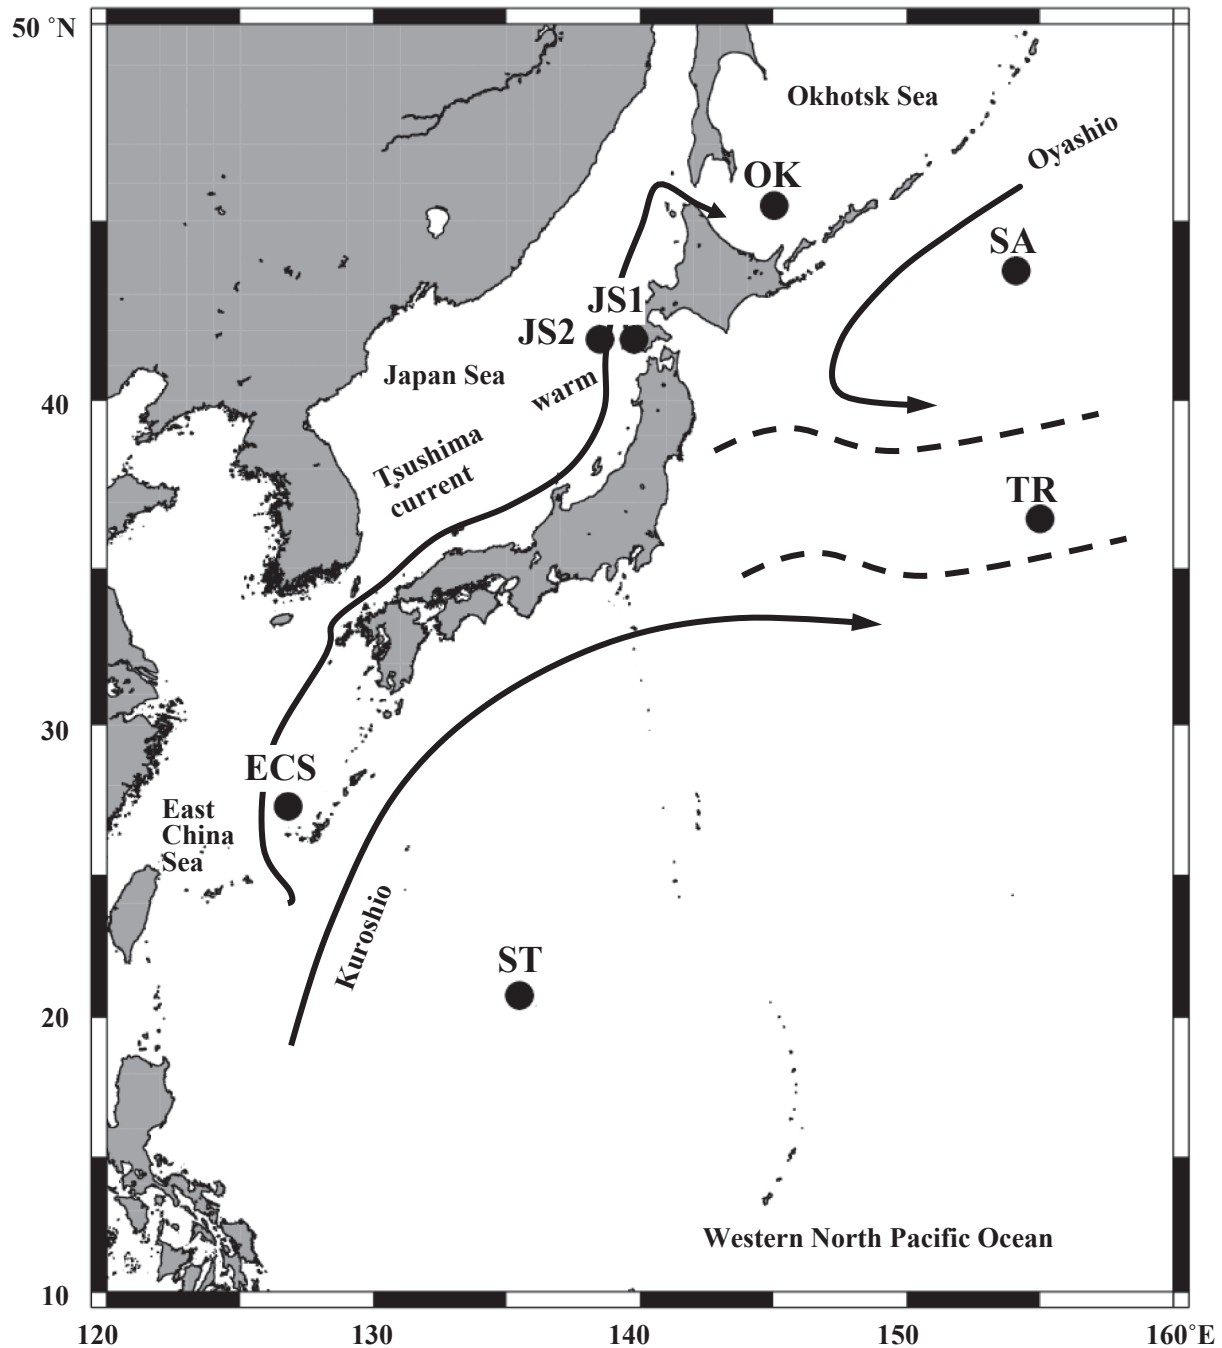 50 °N
Okhotsk Sea
Oyashio
OK
SA
JS1
JS2
Japan Sea
warm
40
Tsushima
current
TR
30
ECS
East
China
Sea
Kuroshio
ST
20
Western North Pacific Ocean
10
120
130
140
150
160°E